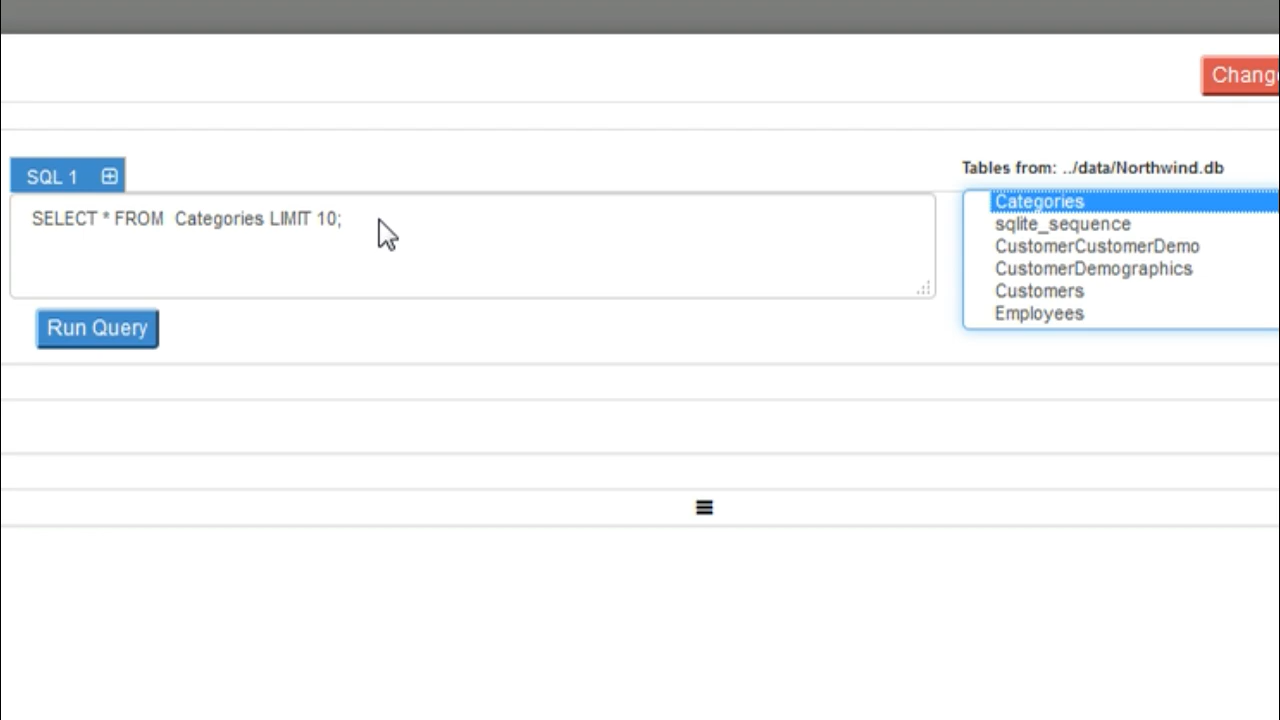 Chang
SQL 1
Tables from: ../data/Northwind.db
SELECT * FROM  Categories LIMIT 10;
Categories
sqlite_sequence
CustomerCustomerDemo
CustomerDemographics
Customers
Employees
Run Query